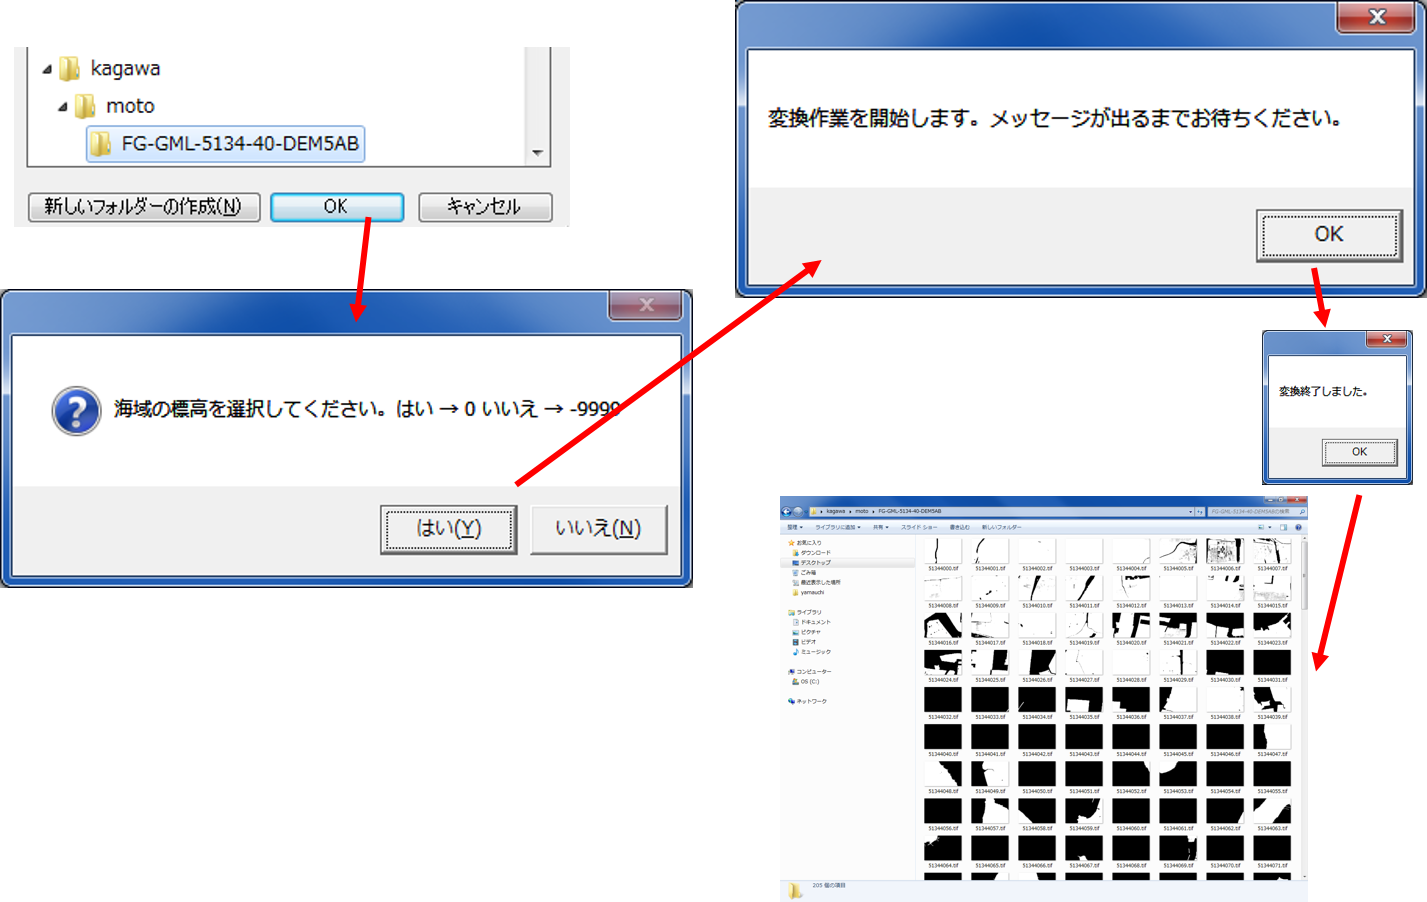 kagawa
moto
FG-GML-5134-40-DEM5AB
新しいフォルダーの作成(N)
OK
キャンセル
海域の標高を選択してください。はい → 0 いいえ → -9999
はい(Y)
いいえ(N)
変換作業を開始します。メッセージが出るまでお待ちください。
OK
変換終了しました。
OK
kagawa ▸ moto ▸ FG-GML-5134-40-DEM5AB
FG-GML-5134-40-DEM5ABの検索
整理 ライブラリに追加 共有 スライド ショー 書き込む 新しいフォルダー
お気に入り
ダウンロード
デスクトップ
ごみ箱
最近表示した場所
yamauchi
ライブラリ
ドキュメント
ピクチャ
ビデオ
ミュージック
コンピューター
OS (C:)
ネットワーク
51344000.tif 51344001.tif 51344002.tif 51344003.tif 51344004.tif 51344005.tif 51344006.tif 51344007.tif
51344008.tif 51344009.tif 51344010.tif 51344011.tif 51344012.tif 51344013.tif 51344014.tif 51344015.tif
51344016.tif 51344017.tif 51344018.tif 51344019.tif 51344020.tif 51344021.tif 51344022.tif 51344023.tif
51344024.tif 51344025.tif 51344026.tif 51344027.tif 51344028.tif 51344029.tif 51344030.tif 51344031.tif
51344032.tif 51344033.tif 51344034.tif 51344035.tif 51344036.tif 51344037.tif 51344038.tif 51344039.tif
51344040.tif 51344041.tif 51344042.tif 51344043.tif 51344044.tif 51344045.tif 51344046.tif 51344047.tif
51344048.tif 51344049.tif 51344050.tif 51344051.tif 51344052.tif 51344053.tif 51344054.tif 51344055.tif
51344056.tif 51344057.tif 51344058.tif 51344059.tif 51344060.tif 51344061.tif 51344062.tif 51344063.tif
51344064.tif 51344065.tif 51344066.tif 51344067.tif 51344068.tif 51344069.tif 51344070.tif 51344071.tif
205 個の項目